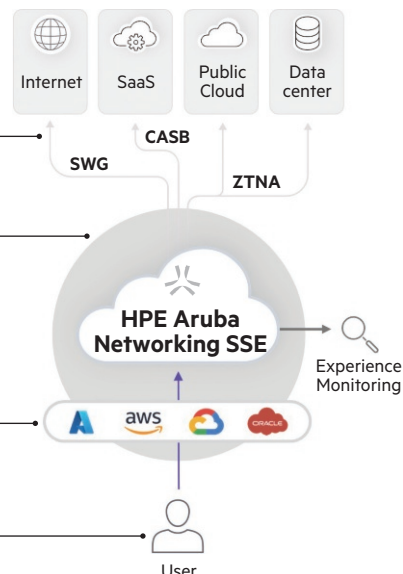 Internet
SaaS
Public
Cloud
Data
center
CASB
SWG
ZTNA
HPE Aruba
Networking SSE
Experience
Monitoring
aws
ORACLE
User